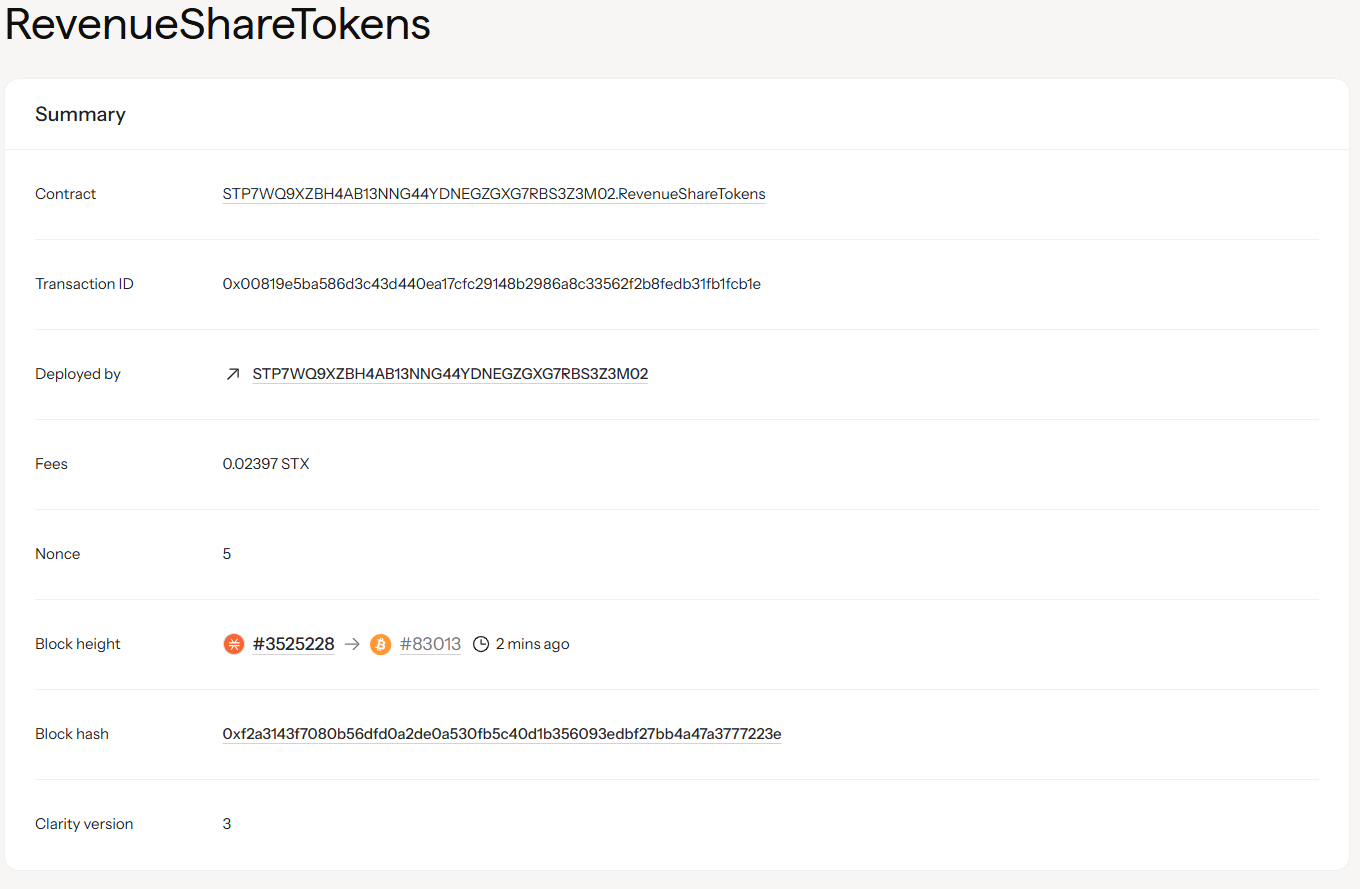 RevenueShareTokens
Summary
Contract STP7WQ9XZBH4AB13NNG44YDNEGZGXG7RBS3Z3M02.RevenueShareTokens
Transaction ID 0x00819e5ba586d3c43d440ea17cfc29148b2986a8c33562f2b8fedb31fb1fcb1e
Deployed by STP7WQ9XZBH4AB13NNG44YDNEGZGXG7RBS3Z3M02
Fees 0.02397 STX
Nonce 5
Block height #3525228 → #83013 2 mins ago
Block hash 0xf2a3143f7080b56dfd0a2de0a530fb5c40d1b356093edbf27bb4a47a3777223e
Clarity version 3